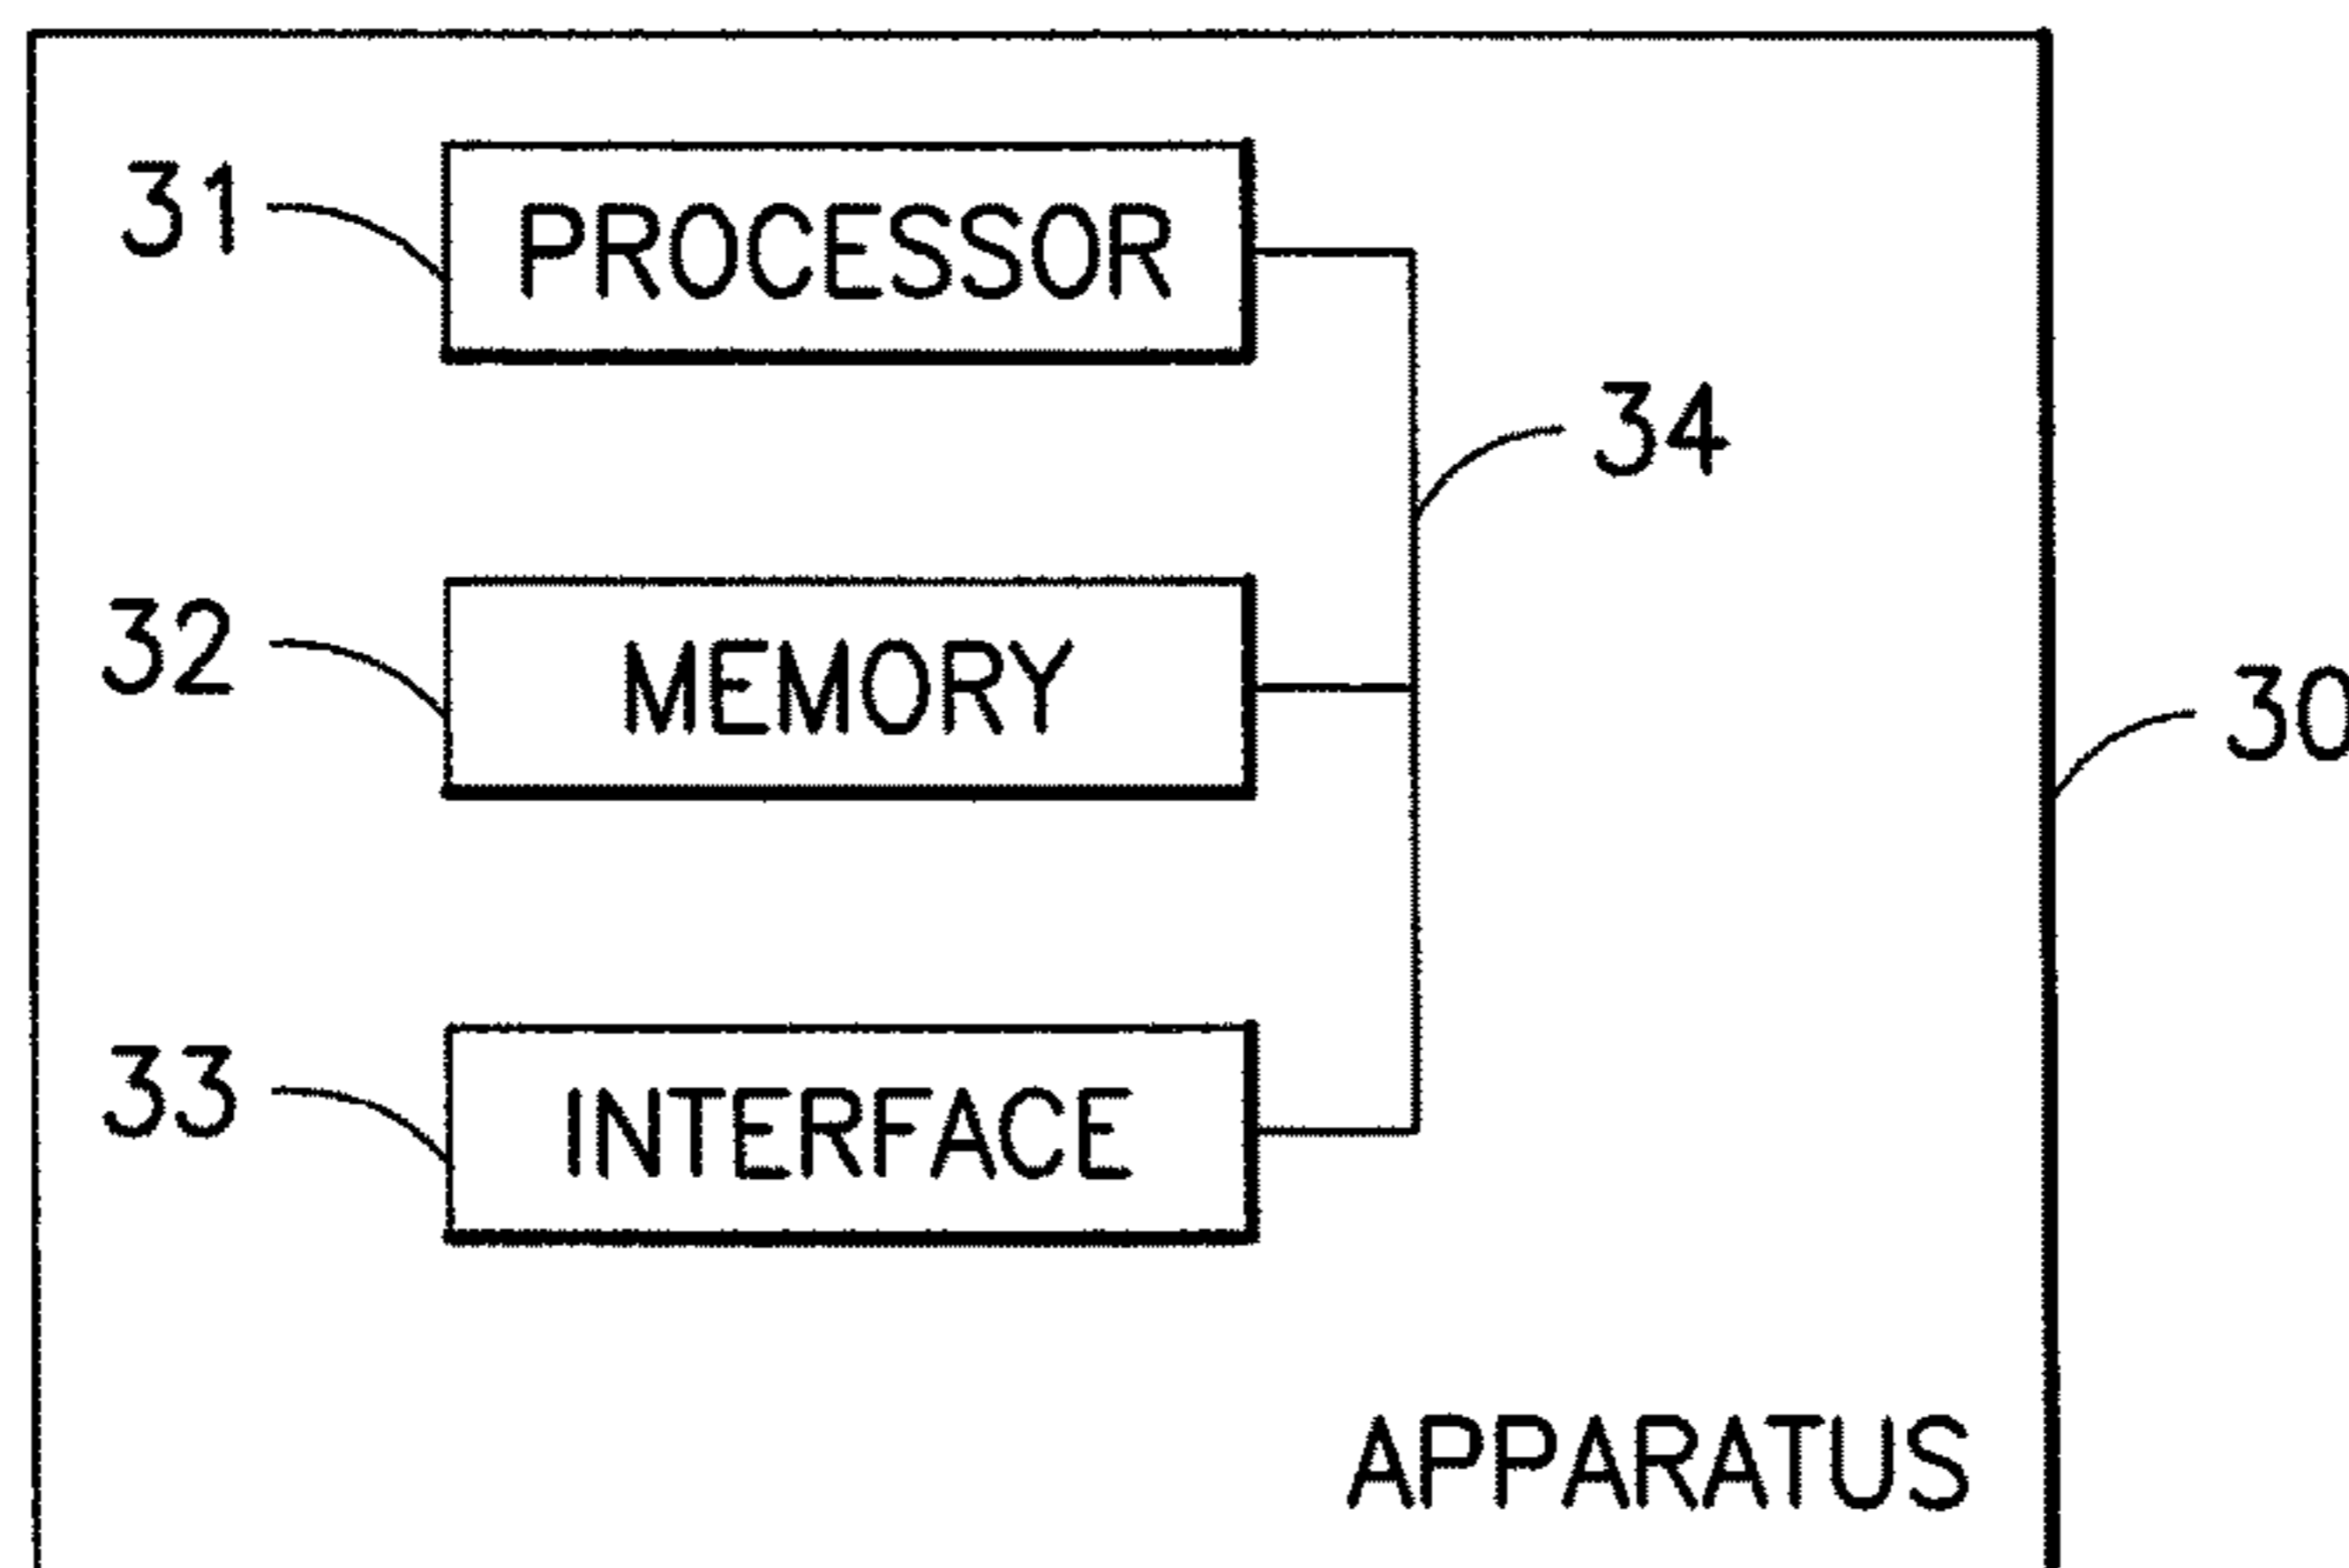 31 PROCESSOR
34
32 MEMORY
30
33 INTERFACE
APPARATUS